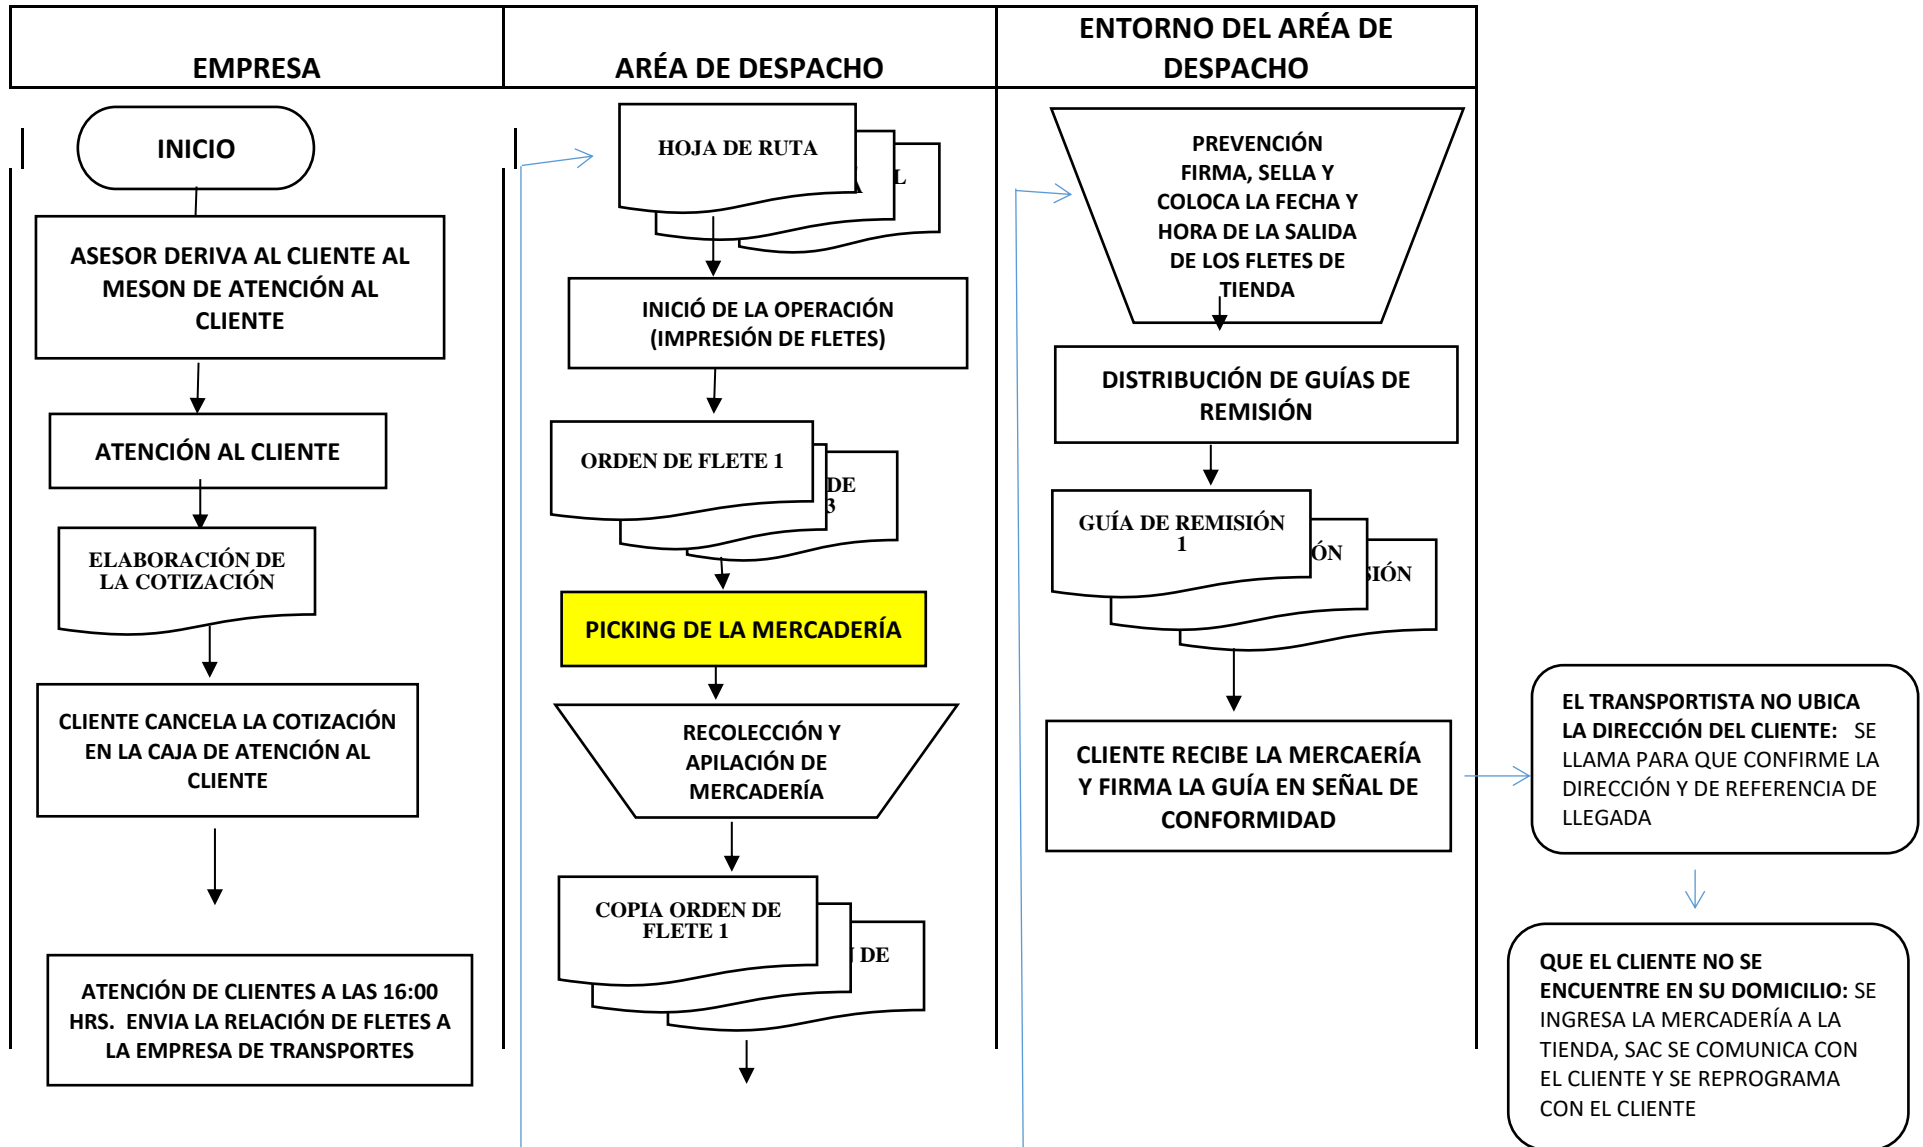 EMPRESA
ARÉA DE DESPACHO
ENTORNO DEL ARÉA DE
DESPACHO
INICIO
ASESOR DERIVA AL CLIENTE AL
MESON DE ATENCIÓN AL
CLIENTE
ATENCIÓN AL CLIENTE
ELABORACIÓN DE
LA COTIZACIÓN
CLIENTE CANCELA LA COTIZACIÓN
EN LA CAJA DE ATENCIÓN AL
CLIENTE
ATENCIÓN DE CLIENTES A LAS 16:00
HRS. ENVIA LA RELACIÓN DE FLETES A
LA EMPRESA DE TRANSPORTES
HOJA DE RUTA
INICIÓ DE LA OPERACIÓN
(IMPRESIÓN DE FLETES)
ORDEN DE FLETE 1
DE
3
PICKING DE LA MERCADERÍA
RECOLECCIÓN Y
APILACIÓN DE
MERCADERÍA
COPIA ORDEN DE
FLETE 1
DE
PREVENCIÓN
FIRMA, SELLA Y
COLOCA LA FECHA Y
HORA DE LA SALIDA
DE LOS FLETES DE
TIENDA
DISTRIBUCIÓN DE GUÍAS DE
REMISIÓN
GUÍA DE REMISIÓN
1
ÓN
SIÓN
CLIENTE RECIBE LA MERCAERÍA
Y FIRMA LA GUÍA EN SEÑAL DE
CONFORMIDAD
EL TRANSPORTISTA NO UBICA
LA DIRECCIÓN DEL CLIENTE: SE
LLAMA PARA QUE CONFIRME LA
DIRECCIÓN Y DE REFERENCIA DE
LLEGADA
QUE EL CLIENTE NO SE
ENCUENTRE EN SU DOMICILIO: SE
INGRESA LA MERCADERÍA A LA
TIENDA, SAC SE COMUNICA CON
EL CLIENTE Y SE REPROGRAMA
CON EL CLIENTE